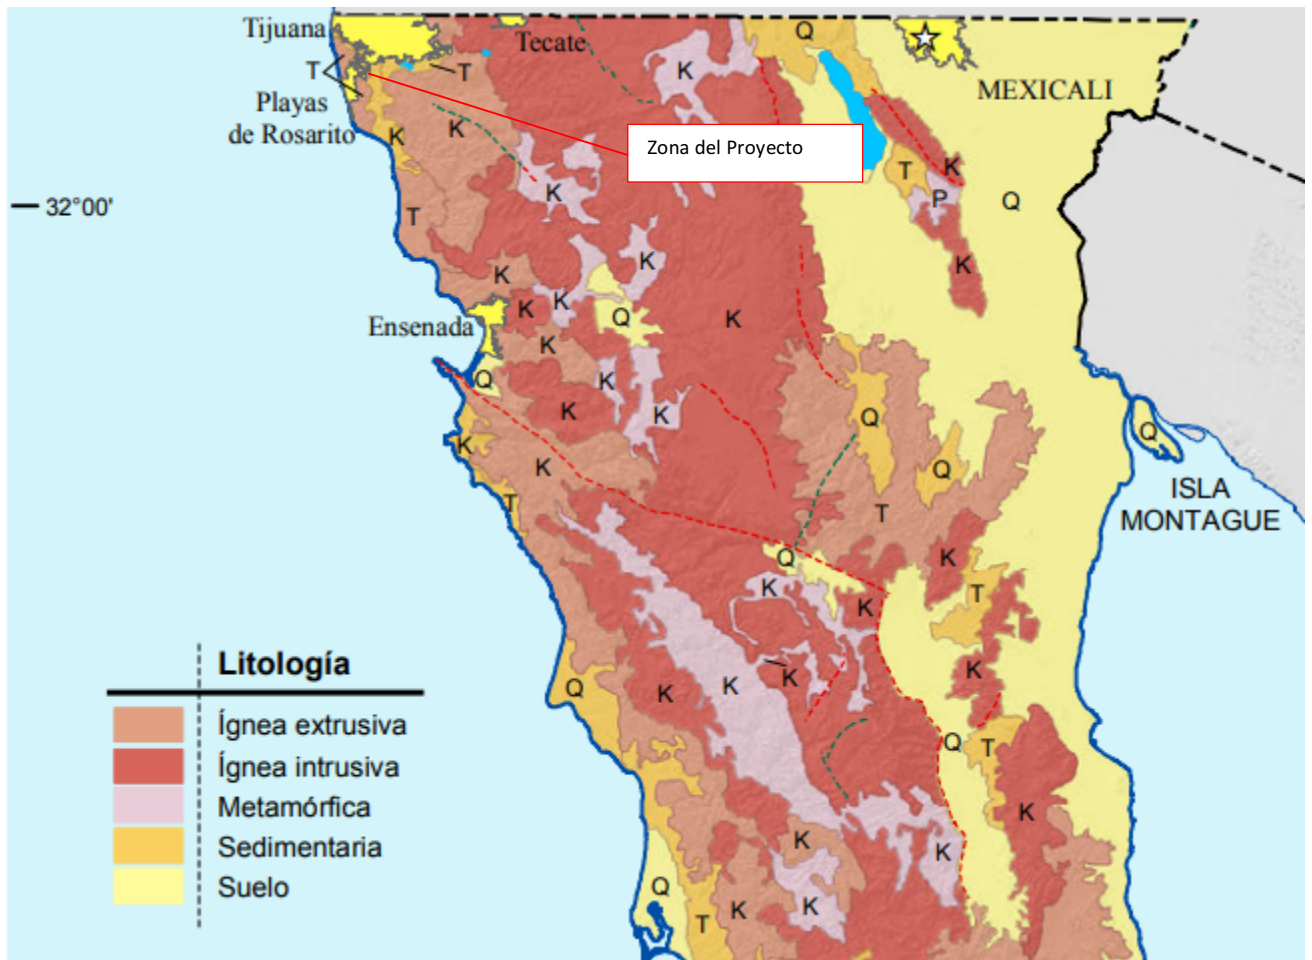 Tijuana
Tecate
Q
T
K
T
MEXICALI
Playas
de Rosarito
K
K
Zona del Proyecto
T
K
K
P
Q
32°00'
T
K
K
K
K
K
Q
K
Ensenada
K
Q
K
K
K
Q
Q
K
K
Q
ISLA
MONTAGUE
T
T
Q
K
K
T
K
K
K
K
K
Q
Q
T
K
K
K
Q
T
K
K
Litología
Ígnea extrusiva
Ígnea intrusiva
Metamórfica
Sedimentaria
Suelo